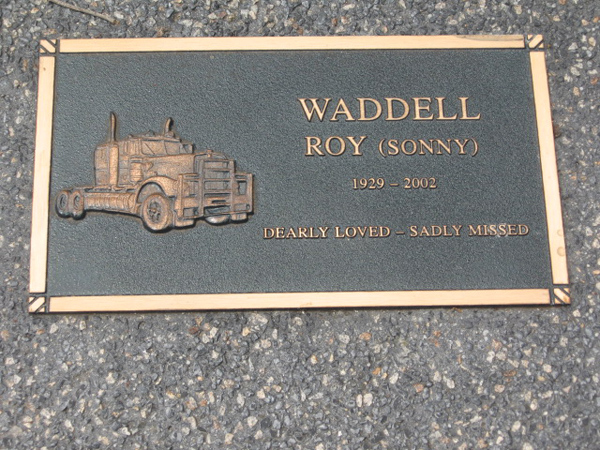 WADDELL
ROY (SONNY)
1929 – 2002
DEARLY LOVED – SADLY MISSED